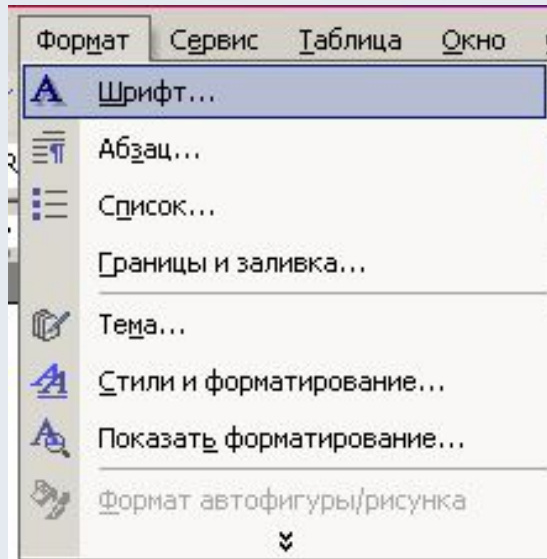 Формат Сервис Таблица Окно
Шрифт...
Абзац...
Список...
Границы и заливка...
Тема...
Стили и форматирование...
Показать форматирование...
Формат автофигуры/рисунка